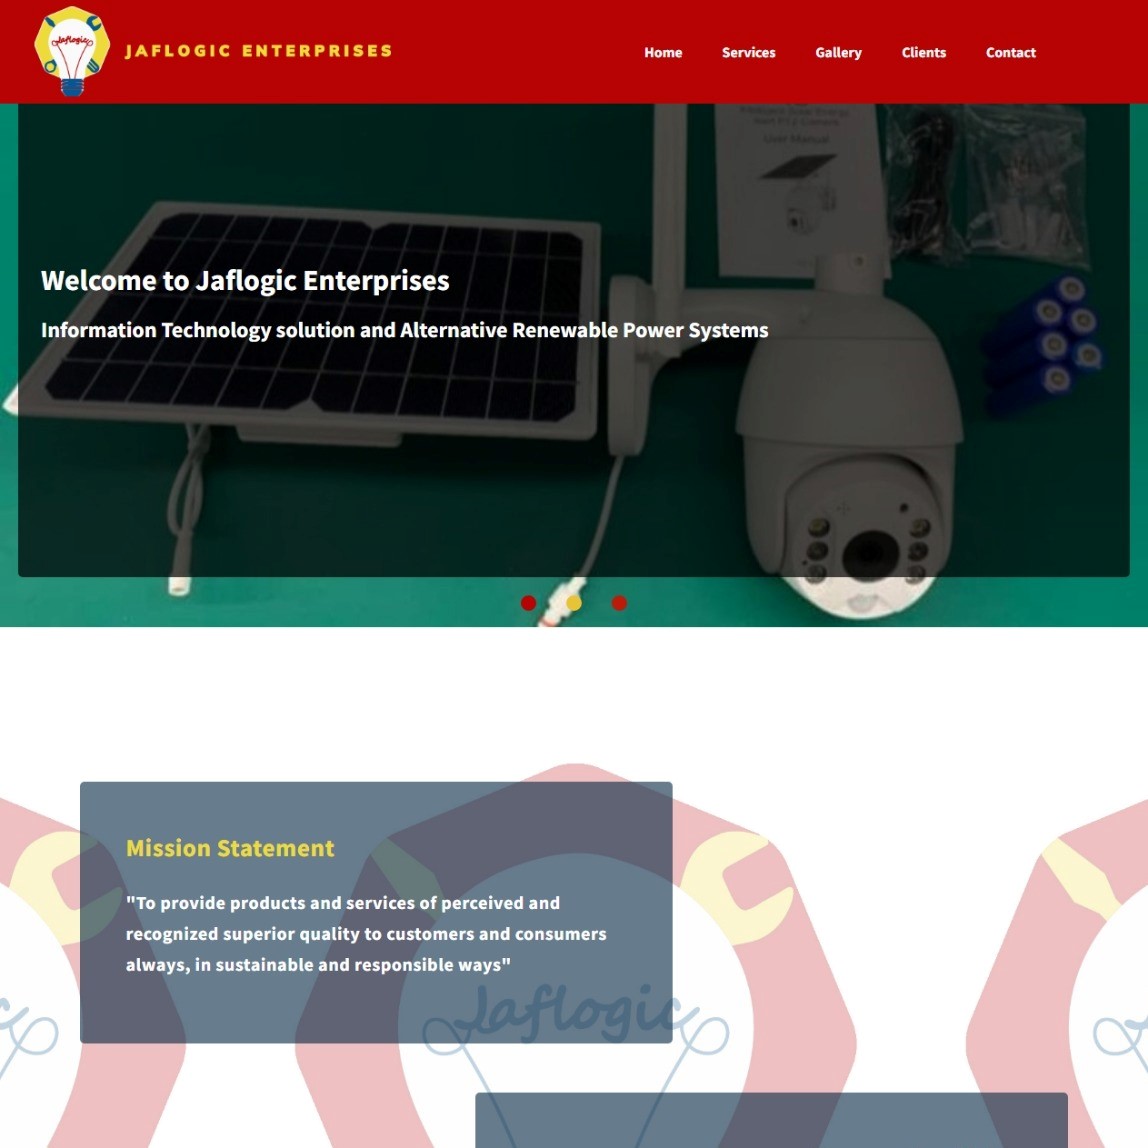 Jaflogic
JAFLOGIC ENTERPRISES
Home
Services
Gallery
Clients
Contact
User Manual
Welcome to Jaflogic Enterprises
Information Technology solution and Alternative Renewable Power Systems
Mission Statement
"To provide products and services of perceived and
recognized superior quality to customers and consumers
always, in sustainable and responsible ways"
Jaflogic